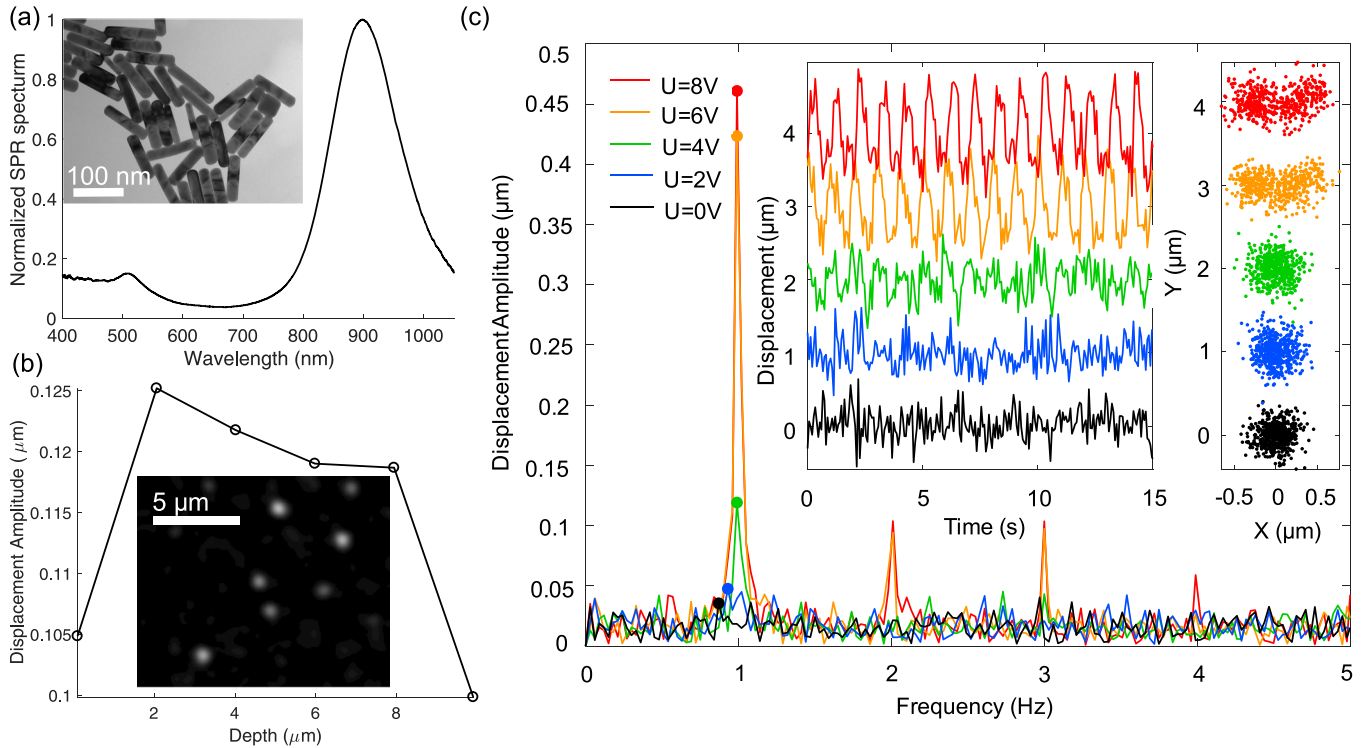 (a)
Normalized SPR specturm
1
0.8
0.6
0.4
0.2
0
100 nm
400 500 600 700 800 900 1000
Wavelength (nm)
(b)
Displacement Amplitude ( μm)
0.125
0.12
0.115
0.11
0.105
0.1
5 μm
2 4 6 8
Depth (μm)
(c)
Displacement Amplitude (μm)
0.5
0.45
0.4
0.35
0.3
0.25
0.2
0.15
0.1
0.05
0
U=8V
U=6V
U=4V
U=2V
U=0V
Displacement (μm)
4
3
2
1
0
0 5 10 15
Time (s)
Y (μm)
4
3
2
1
0
-0.5 0 0.5
X (μm)
0 1 2 3 4 5
Frequency (Hz)